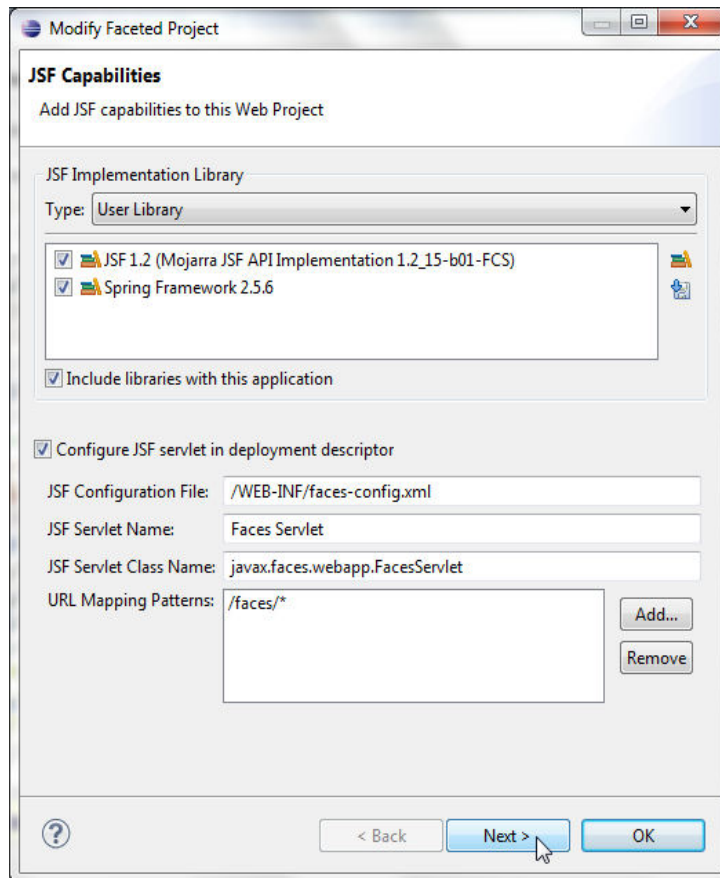 Modify Faceted Project
JSF Capabilities
Add JSF capabilities to this Web Project
JSF Implementation Library
Type: User Library
JSF 1.2 (Mojarra JSF API Implementation 1.2_15-b01-FCS)
Spring Framework 2.5.6
Include libraries with this application
Configure JSF servlet in deployment descriptor
JSF Configuration File: /WEB-INF/faces-config.xml
JSF Servlet Name: Faces Servlet
JSF Servlet Class Name: javax.faces.webapp.FacesServlet
URL Mapping Patterns: /faces/*
Add...
Remove
? < Back Next > OK